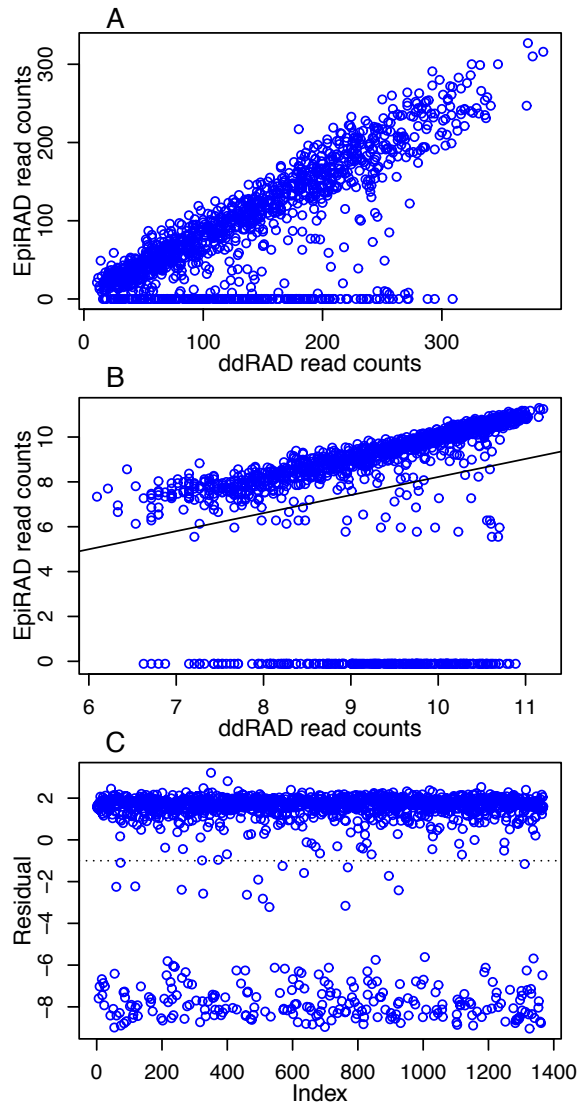 A
EpiRAD read counts
0 100 200 300
0 100 200 300
ddRAD read counts
B
EpiRAD read counts
0 2 4 6 8 10
6 7 8 9 10 11
ddRAD read counts
C
Residual
-8 -6 -4 -2 0 2
0 200 400 600 800 1000 1200 1400
Index